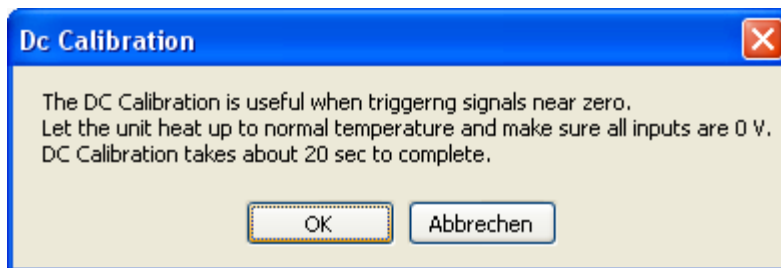 Dc Calibration
The DC Calibration is useful when triggerng signals near zero.
Let the unit heat up to normal temperature and make sure all inputs are 0 V.
DC Calibration takes about 20 sec to complete.
OK
Abbrechen